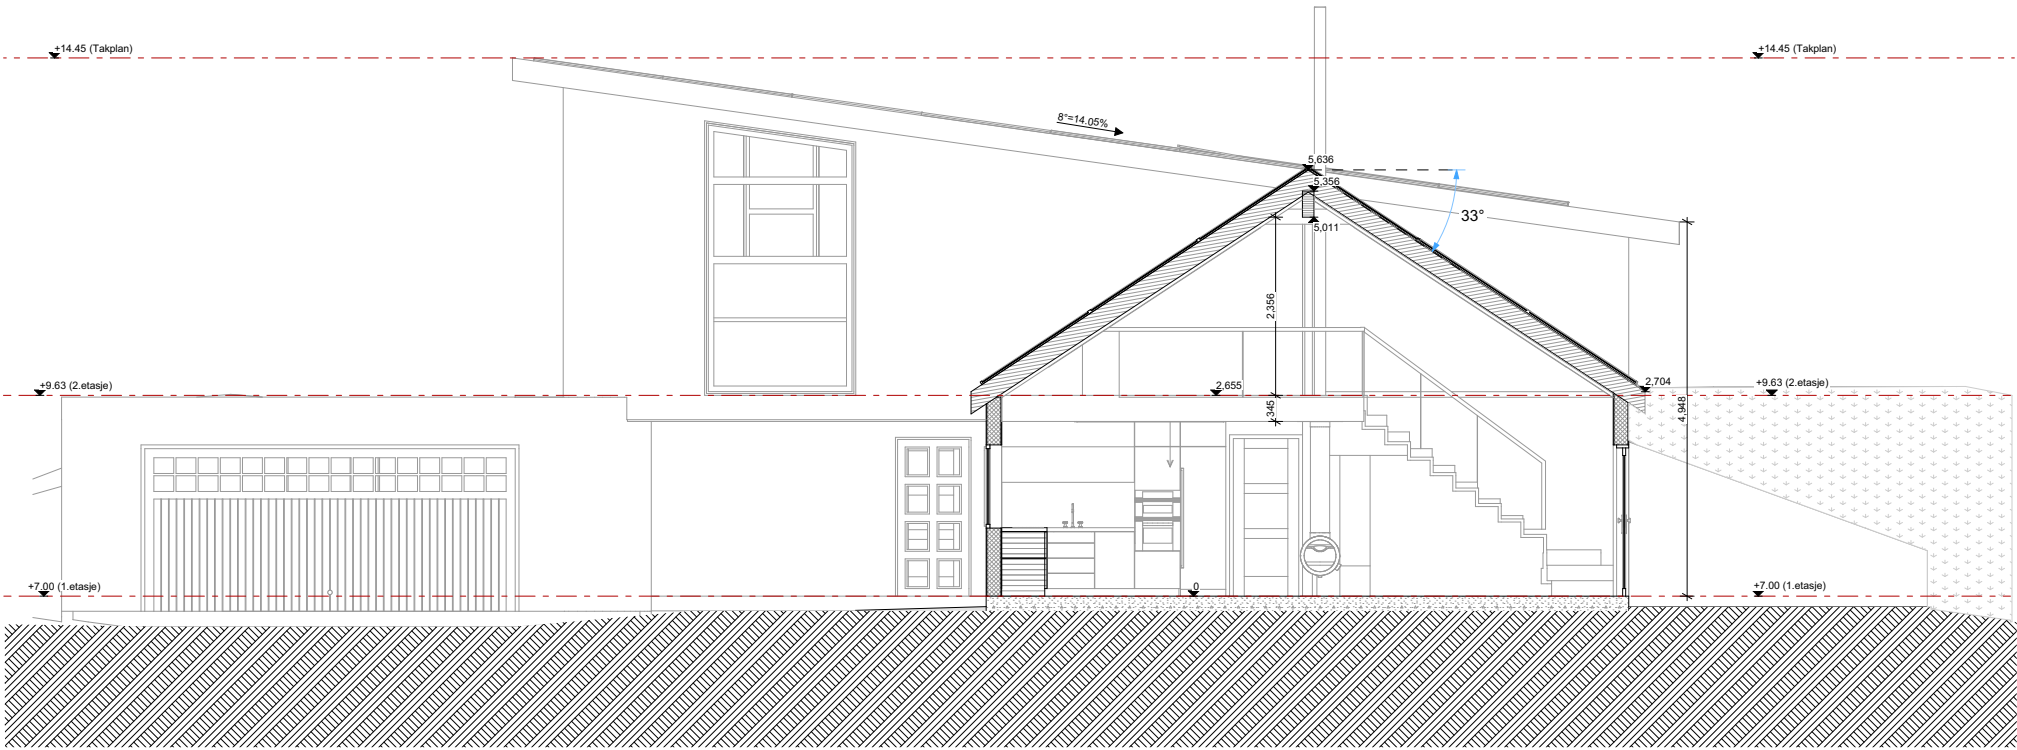 +14.45 (Takplan)
+14.45 (Takplan)
8°=14.05%
5,636
5,356
33°
5,011
2,356
+9.63 (2.etasje)
2,655
2,704
+9.63 (2.etasje)
345
4,948
+7.00 (1.etasje)
0
+7.00 (1.etasje)